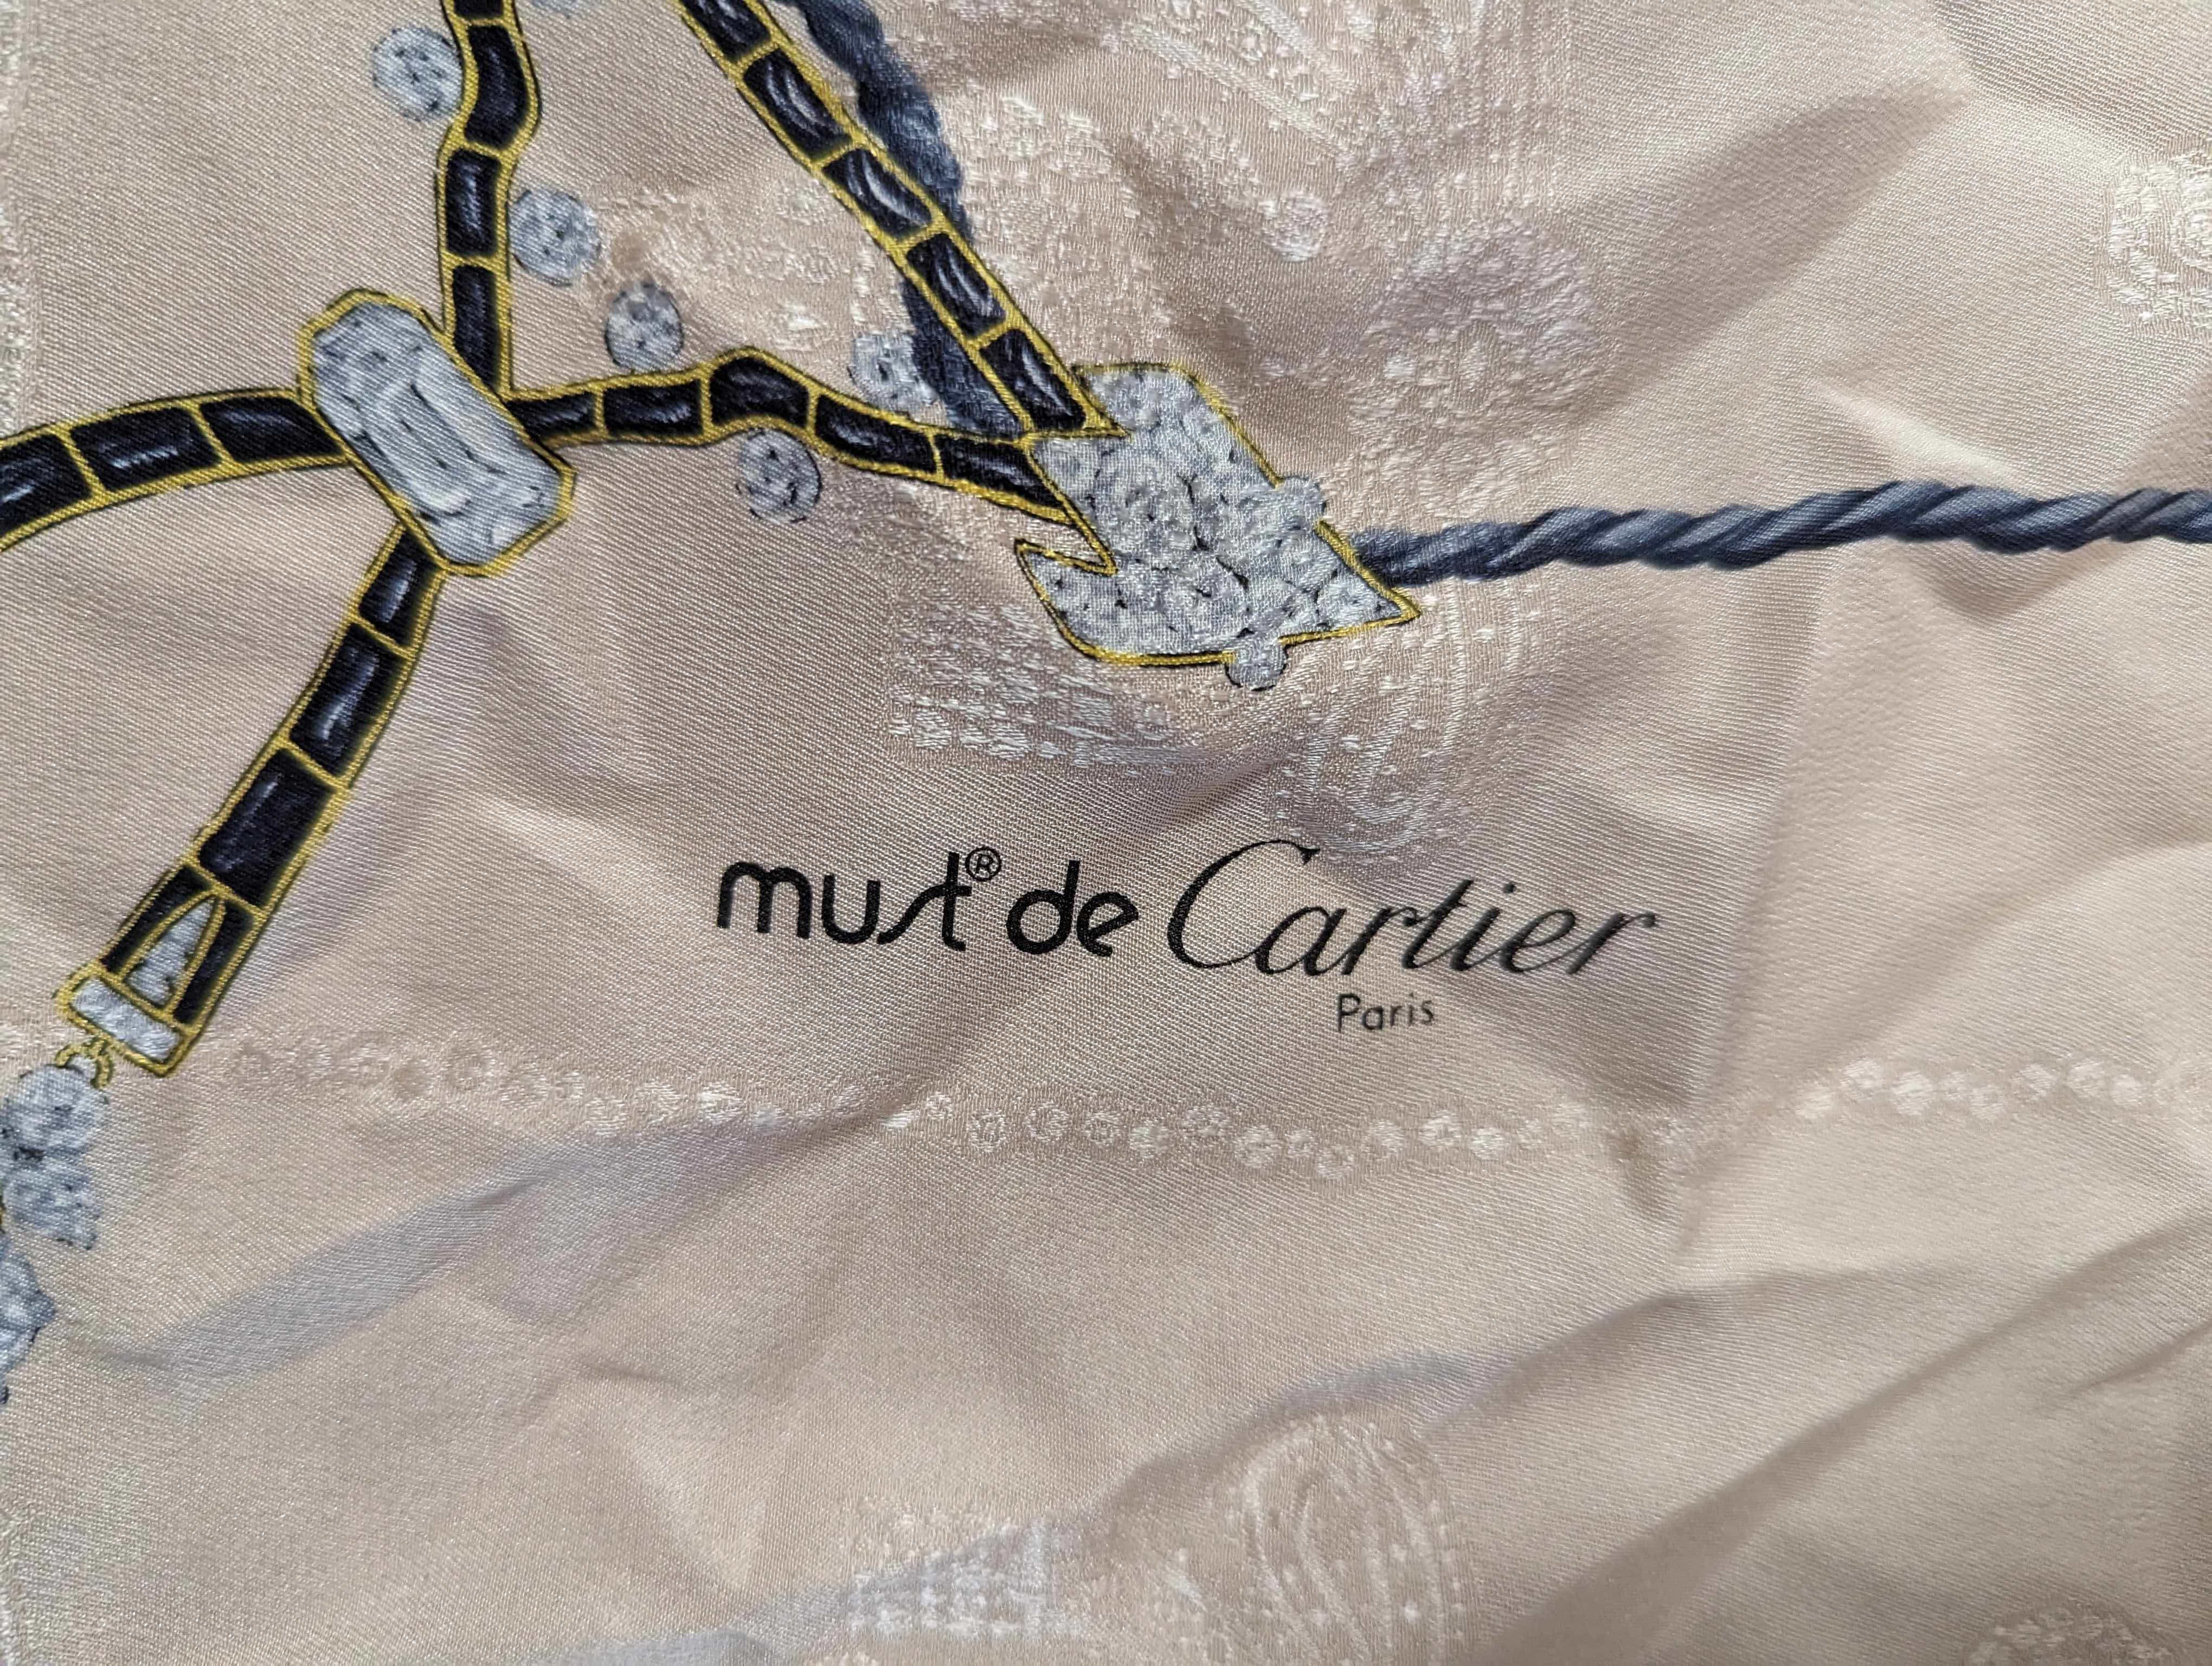 must® de Cartier
Paris